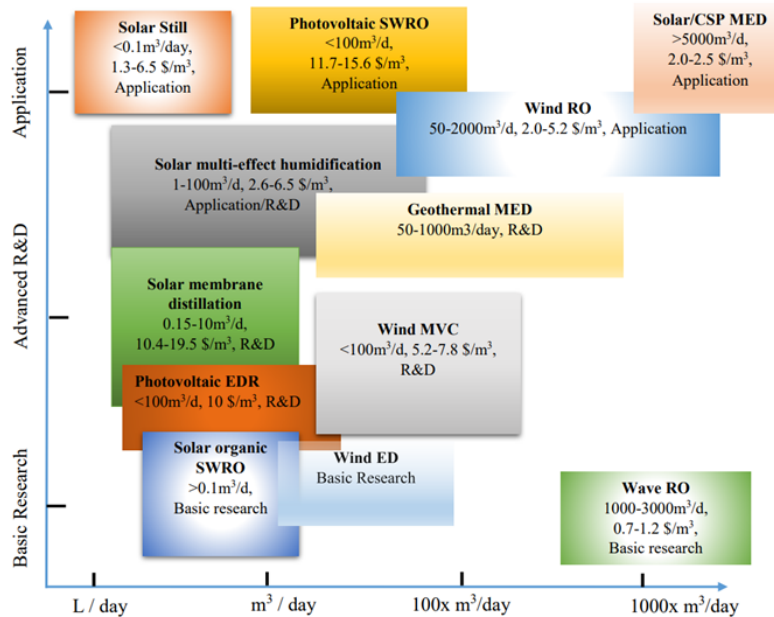 Solar Still
<0.1m³/day,
1.3-6.5 $/m³,
Application
Photovoltaic SWRO
<100m³/d,
11.7-15.6 $/m³,
Application
Solar/CSP MED
>5000m³/d,
2.0-2.5 $/m³,
Application
Wind RO
50-2000m³/d, 2.0-5.2 $/m³, Application
Solar multi-effect humidification
1-100m³/d, 2.6-6.5 $/m³,
Application/R&D
Geothermal MED
50-1000m3/day, R&D
Solar membrane
distillation
0.15-10m³/d,
10.4-19.5 $/m³, R&D
Wind MVC
<100m³/d, 5.2-7.8 $/m³,
R&D
Photovoltaic EDR
<100m³/d, 10 $/m³, R&D
Solar organic
SWRO
>0.1m³/d,
Basic research
Wind ED
Basic Research
Wave RO
1000-3000m³/d,
0.7-1.2 $/m³,
Basic research
Application
Advanced R&D
Basic Research
L / day
m³ / day
100x m³/day
1000x m³/day